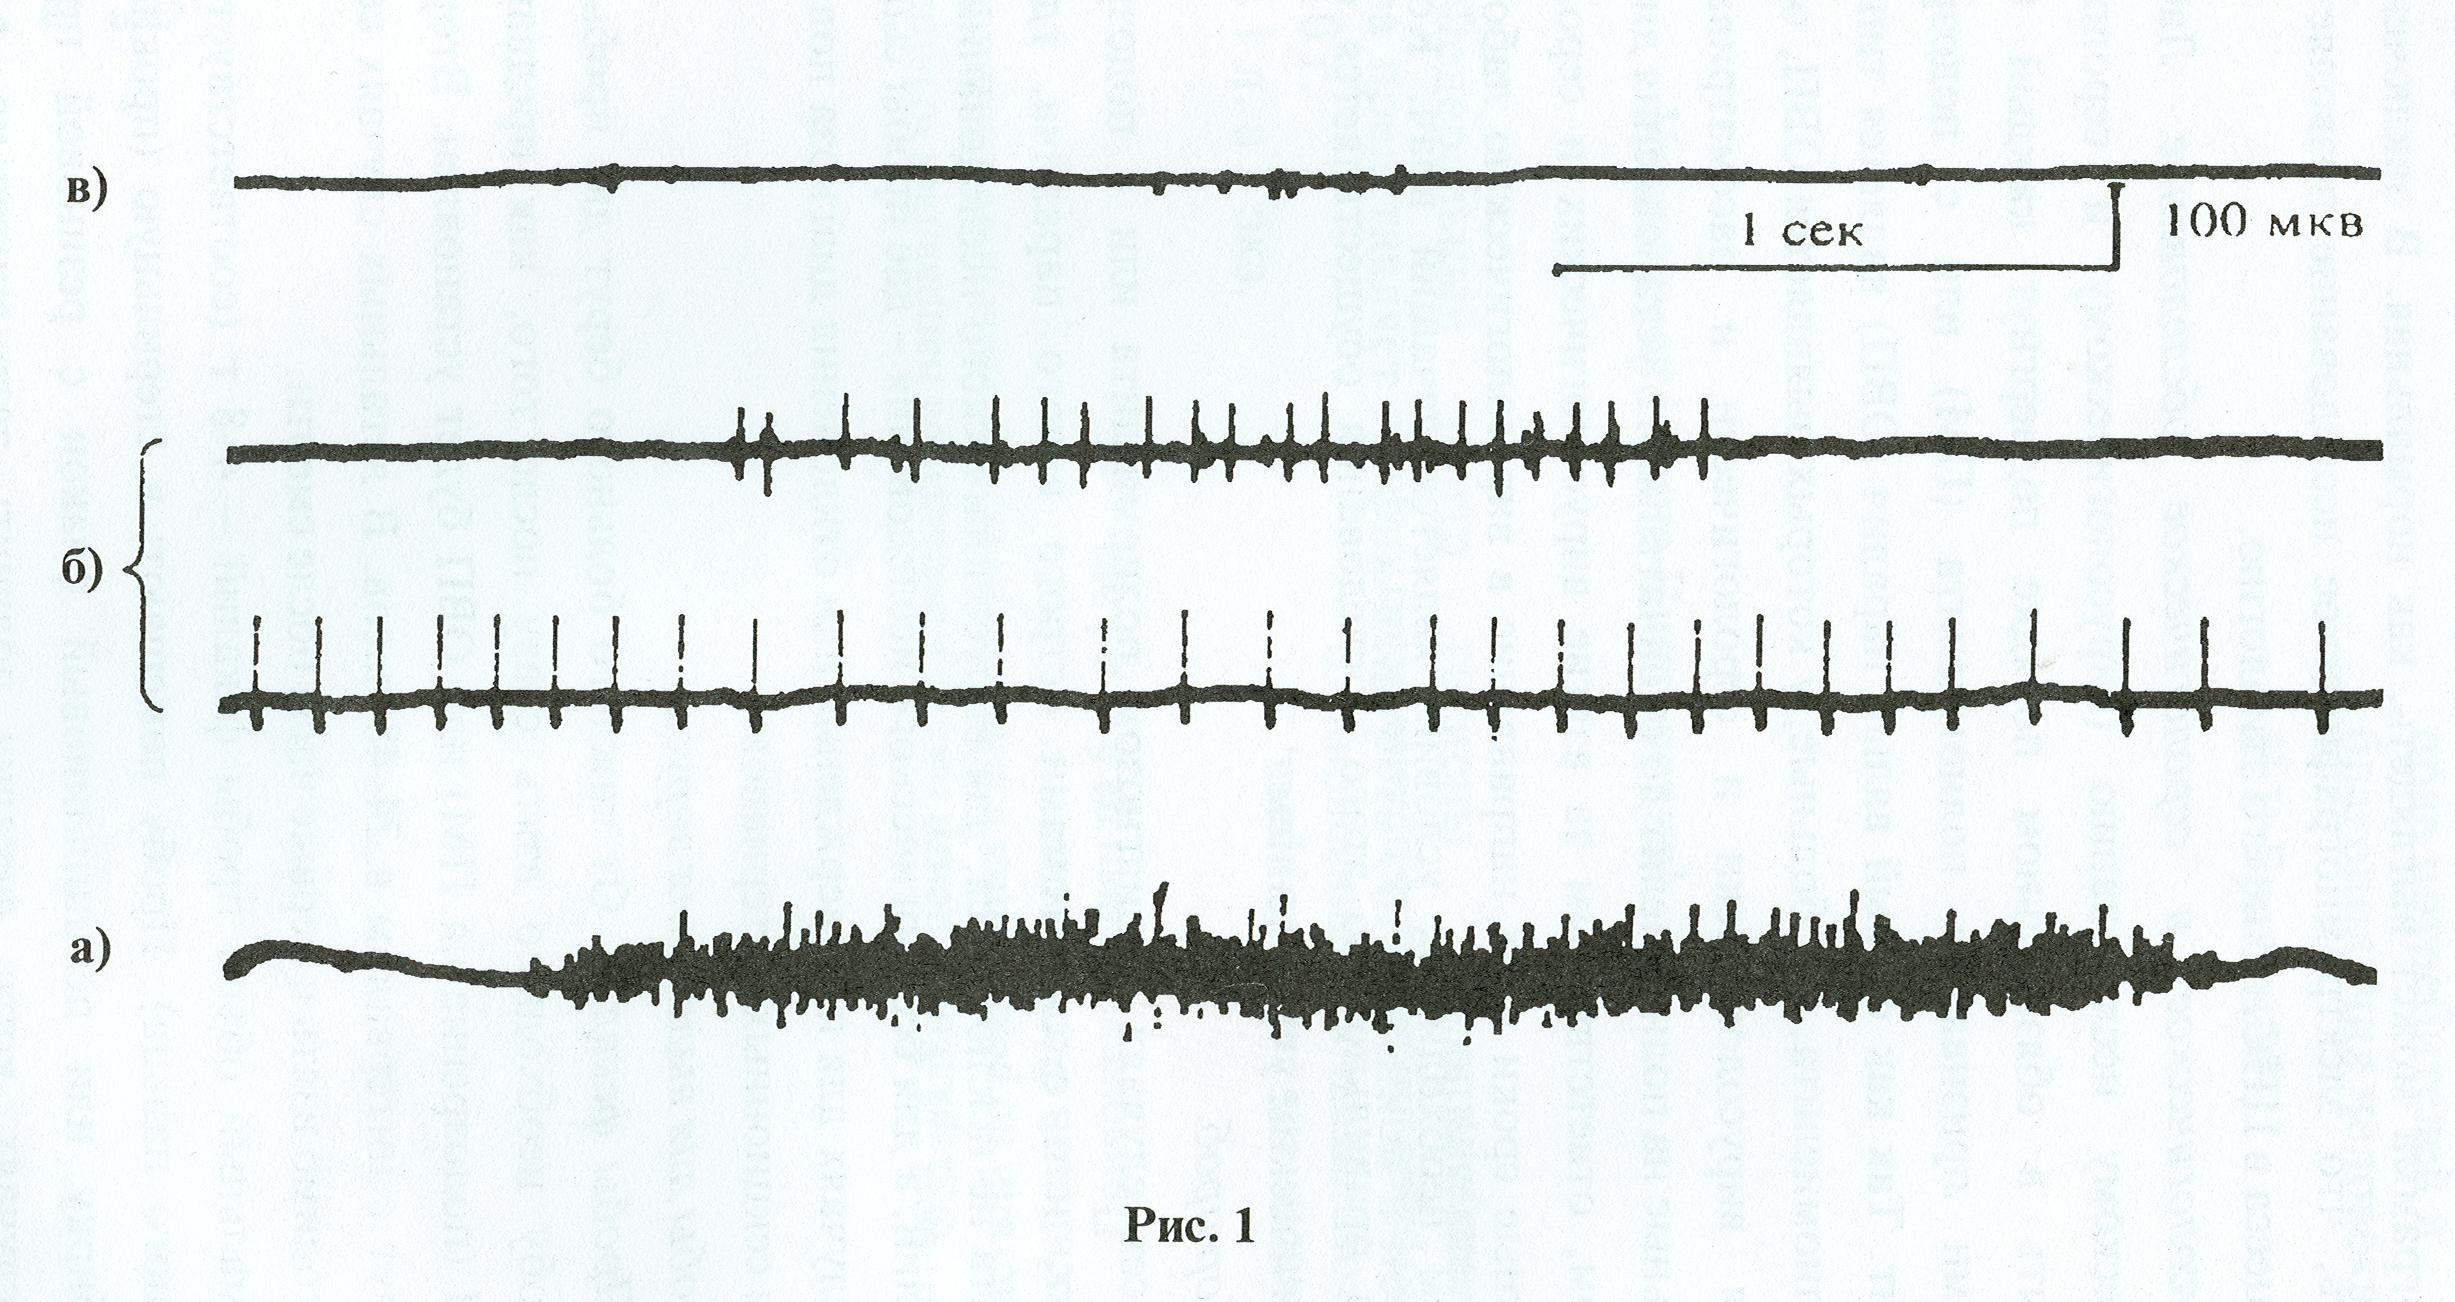 в)
1 сек
100 мкв
б)
а)
Рис. 1